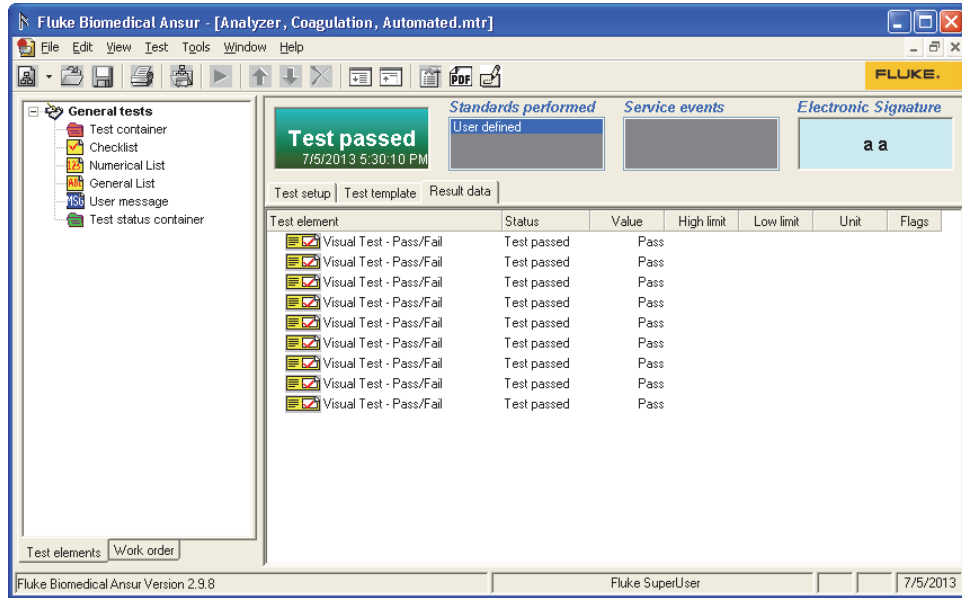 Fluke Biomedical Ansur - [Analyzer, Coagulation, Automated.mtr]
File Edit View Test Tools Window Help
PDF
FLUKE.
General tests
Test container
Checklist
123 Numerical List
ABC General List
MSG User message
Test status container
Test passed
7/5/2013 5:30:10 PM
Standards performed
User defined
Service events
Electronic Signature
a a
Test setup Test template Result data
Test element Status Value High limit Low limit Unit Flags
Visual Test - Pass/Fail Test passed Pass
Visual Test - Pass/Fail Test passed Pass
Visual Test - Pass/Fail Test passed Pass
Visual Test - Pass/Fail Test passed Pass
Visual Test - Pass/Fail Test passed Pass
Visual Test - Pass/Fail Test passed Pass
Visual Test - Pass/Fail Test passed Pass
Visual Test - Pass/Fail Test passed Pass
Visual Test - Pass/Fail Test passed Pass
Test elements Work order
Fluke Biomedical Ansur Version 2.9.8 Fluke SuperUser 7/5/2013